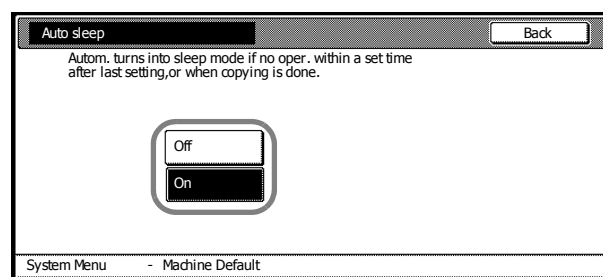 Auto sleep
Back
Autom. turns into sleep mode if no oper. within a set time
after last setting,or when copying is done.
Off
On
System Menu - Machine Default